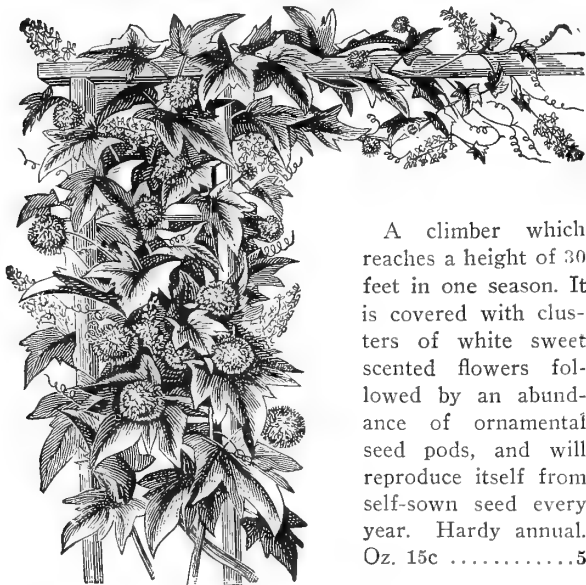 A climber which
reaches a height of 30
feet in one season. It
is covered with clus-
ters of white sweet
scented flowers fol-
lowed by an abund-
ance of ornamental
seed pods, and will
reproduce itself from
self-sown seed every
year. Hardy annual.
Oz. 15c ............5